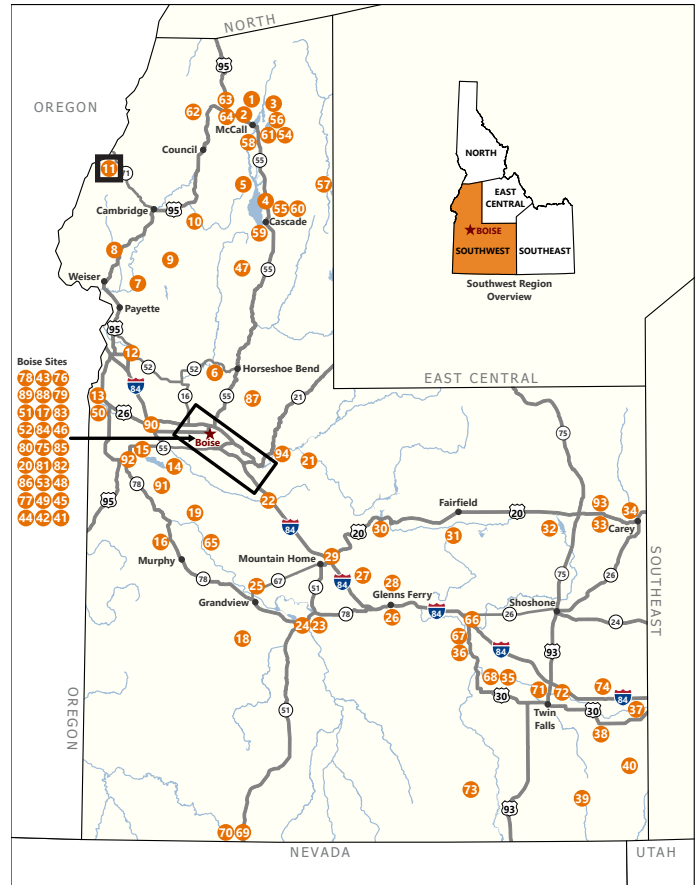 NORTH
OREGON
95
63
1
3
62
64
2
56
McCall
61
54
58
Council
55
11
71
5
57
4
55
60
Cambridge
95
10
Cascade
59
8
9
47
55
7
Weiser
Payette
95
12
52
52
Horseshoe Bend
6
84
16
55
87
21
13
50
26
90
Boise
15
55
14
92
94
21
78
91
95
22
19
84
16
65
Murphy
Mountain Home
29
78
67
25
51
84
27
28
Grandview
Glenns Ferry
24
23
78
26
18
84
51
70
69
Boise Sites
78 43 76
89 88 79
51 17 83
52 84 46
80 75 85
20 81 82
86 53 48
77 49 45
44 42 41
NORTH
EAST
CENTRAL
BOISE
SOUTHWEST
SOUTHEAST
Southwest Region
Overview
EAST CENTRAL
75
Fairfield
20
20
30
31
32
93
34
33
Carey
75
26
Shoshone
26
24
66
67
36
84
93
68
35
30
71
72
74
84
37
30
Twin
Falls
38
40
73
39
93
SOUTHEAST
OREGON
NEVADA
UTAH